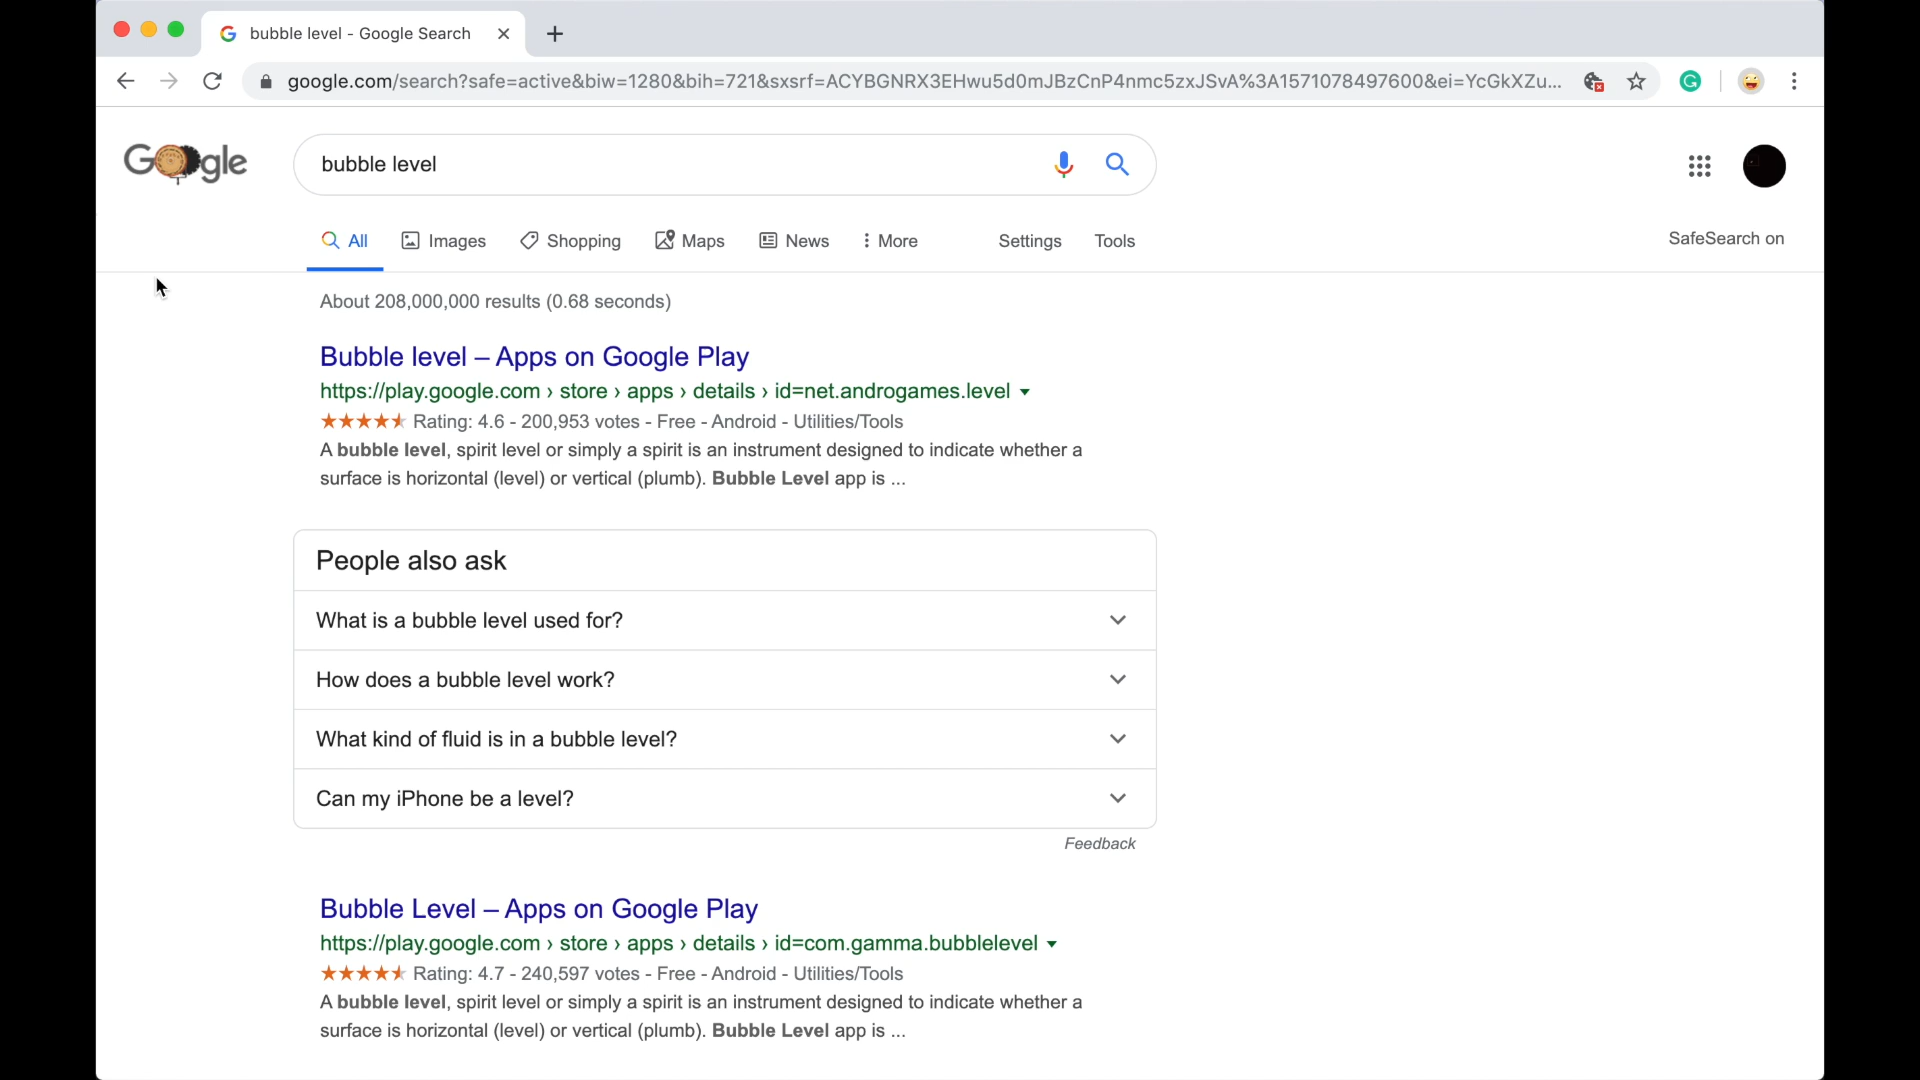 bubble level - Google Search
google.com/search?safe=active&biw=1280&bih=721&sxsrf=ACYBGNRX3EHwu5d0mJBzCnP4nmc5zxJSvA%3A1571078497600&ei=YcGkXZu...
Google
bubble level
All Images Shopping Maps News More Settings Tools
SafeSearch on
About 208,000,000 results (0.68 seconds)
Bubble level – Apps on Google Play
https://play.google.com › store › apps › details › id=net.androgames.level
Rating: 4.6 - 200,953 votes - Free - Android - Utilities/Tools
A bubble level, spirit level or simply a spirit is an instrument designed to indicate whether a
surface is horizontal (level) or vertical (plumb). Bubble Level app is ...
People also ask
What is a bubble level used for?
How does a bubble level work?
What kind of fluid is in a bubble level?
Can my iPhone be a level?
Feedback
Bubble Level – Apps on Google Play
https://play.google.com › store › apps › details › id=com.gamma.bubblelevel
Rating: 4.7 - 240,597 votes - Free - Android - Utilities/Tools
A bubble level, spirit level or simply a spirit is an instrument designed to indicate whether a
surface is horizontal (level) or vertical (plumb). Bubble Level app is ...